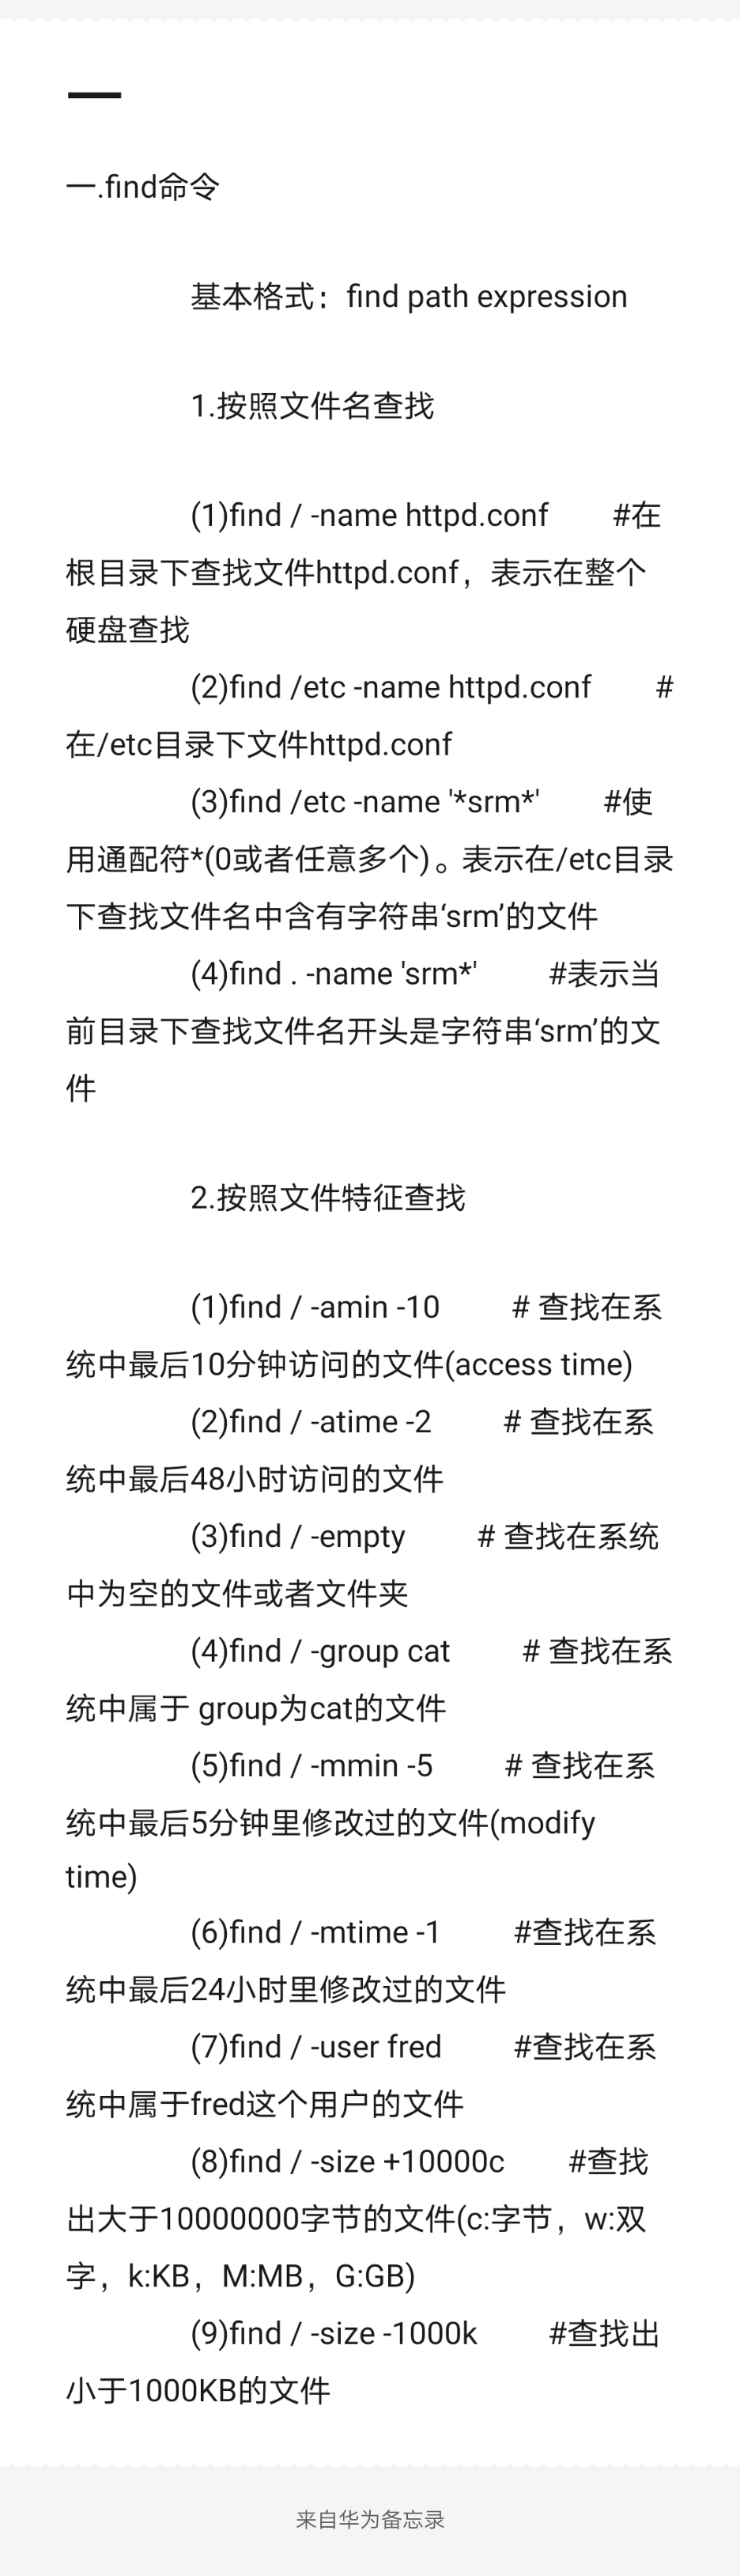 一
一.find命令
基本格式：find path expression
1.按照文件名查找
(1)find / -name httpd.conf #在
根目录下查找文件httpd.conf，表示在整个
硬盘查找
(2)find /etc -name httpd.conf #
在/etc目录下文件httpd.conf
(3)find /etc -name '*srm*' #使
用通配符*(0或者任意多个)。表示在/etc目录
下查找文件名中含有字符串‘srm’的文件
(4)find . -name 'srm*' #表示当
前目录下查找文件名开头是字符串‘srm’的文
件
2.按照文件特征查找
(1)find / -amin -10 # 查找在系
统中最后10分钟访问的文件(access time)
(2)find / -atime -2 # 查找在系
统中最后48小时访问的文件
(3)find / -empty # 查找在系统
中为空的文件或者文件夹
(4)find / -group cat # 查找在系
统中属于 group为cat的文件
(5)find / -mmin -5 # 查找在系
统中最后5分钟里修改过的文件(modify
time)
(6)find / -mtime -1 #查找在系
统中最后24小时里修改过的文件
(7)find / -user fred #查找在系
统中属于fred这个用户的文件
(8)find / -size +10000c #查找
出大于10000000字节的文件(c:字节，w:双
字，k:KB，M:MB，G:GB)
(9)find / -size -1000k #查找出
小于1000KB的文件
来自华为备忘录